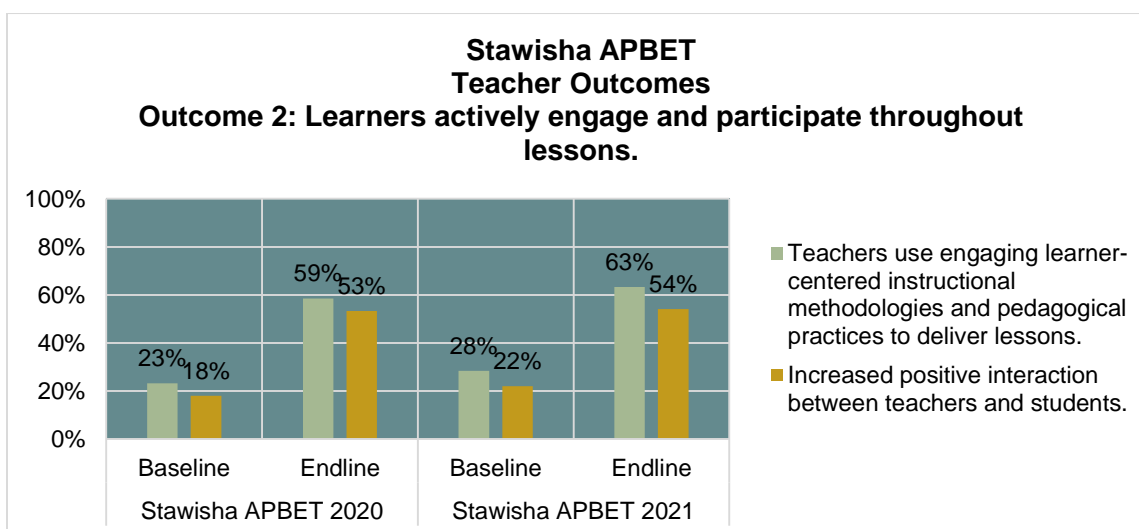 Stawisha APBET
Teacher Outcomes
Outcome 2: Learners actively engage and participate throughout
lessons.
100%
80%
60%
40%
20%
0%
23%
18%
59%
53%
28%
22%
63%
54%
Baseline
Endline
Baseline
Endline
Stawisha APBET 2020
Stawisha APBET 2021
Teachers use engaging learner-
centered instructional
methodologies and pedagogical
practices to deliver lessons.
Increased positive interaction
between teachers and students.